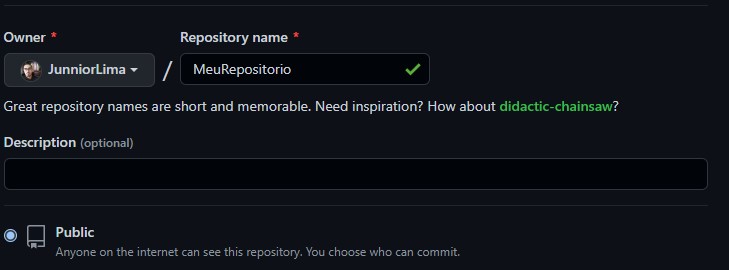 Owner * Repository name *
JunniorLima / MeuRepositorio
Great repository names are short and memorable. Need inspiration? How about didactic-chainsaw?
Description (optional)
Public
Anyone on the internet can see this repository. You choose who can commit.